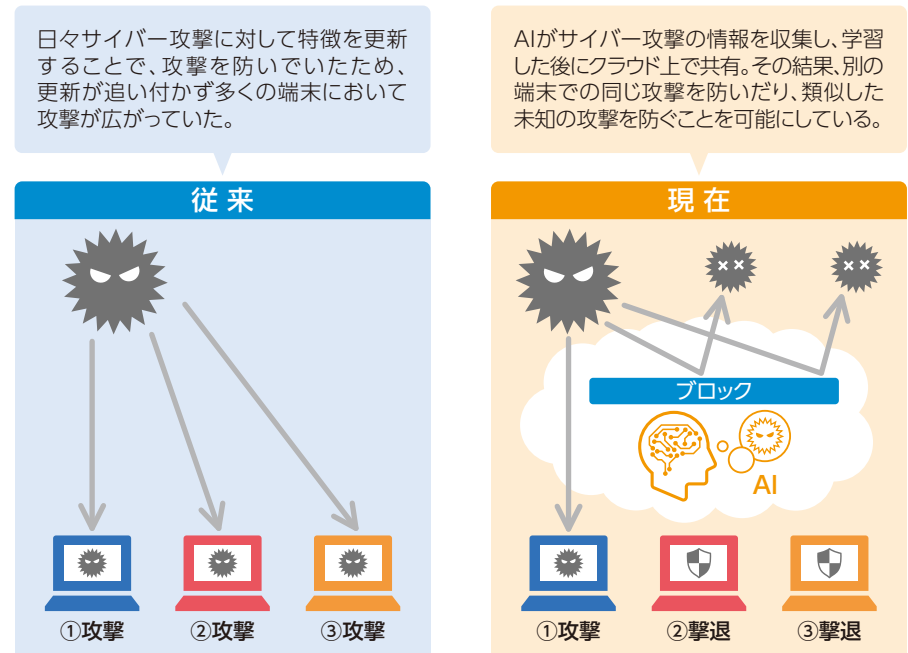 日々サイバー攻撃に対して特徴を更新
することで、攻撃を防いでいたため、
更新が追い付かず多くの端末において
攻撃が広がっていた。
従来
①攻撃
②攻撃
③攻撃
AIがサイバー攻撃の情報を収集し、学習
した後にクラウド上で共有。その結果、別の
端末での同じ攻撃を防いだり、類似した
未知の攻撃を防ぐことを可能にしている。
現在
ブロック
AI
①攻撃
②撃退
③撃退